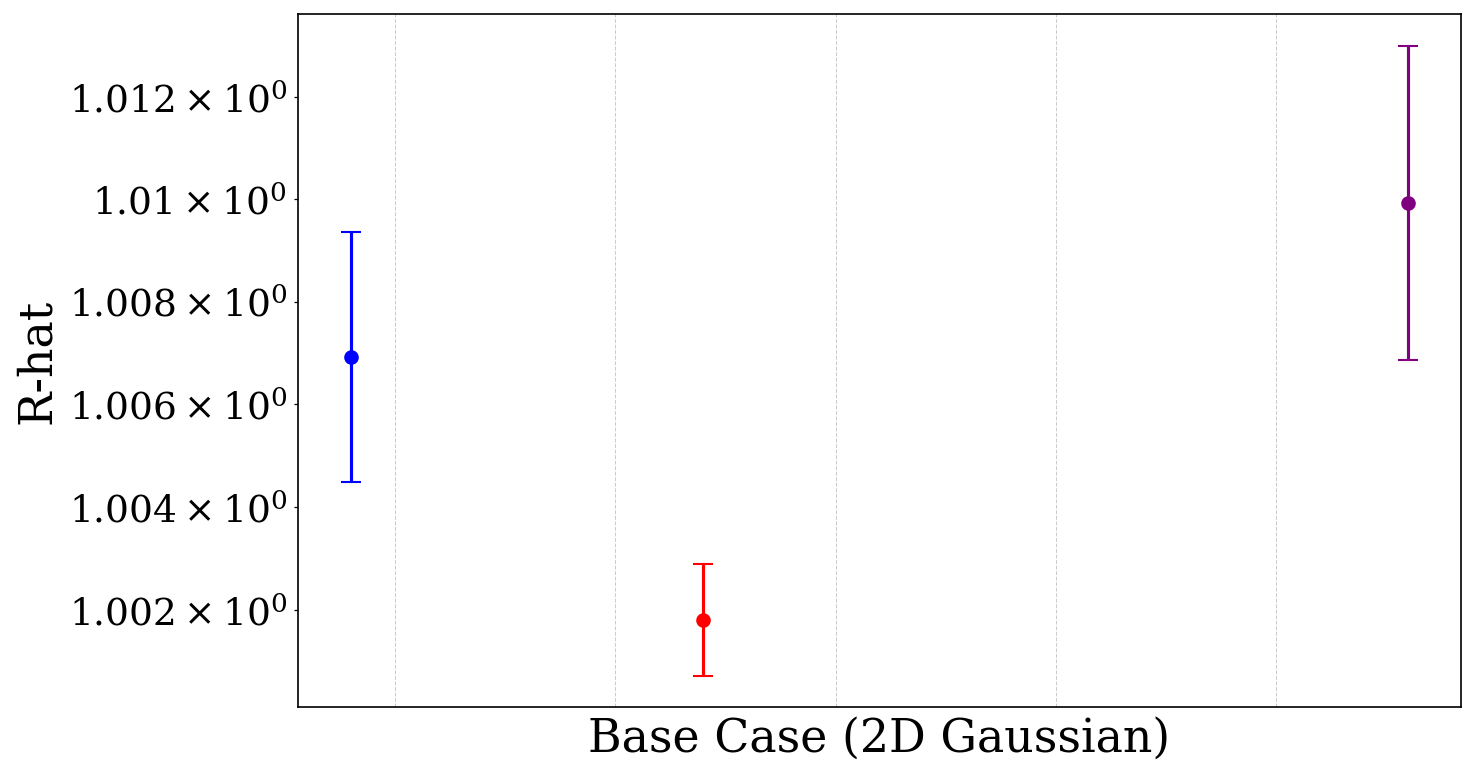 1.012 × 10⁰
1.01 × 10⁰
1.008 × 10⁰
1.006 × 10⁰
1.004 × 10⁰
1.002 × 10⁰
R-hat
Base Case (2D Gaussian)